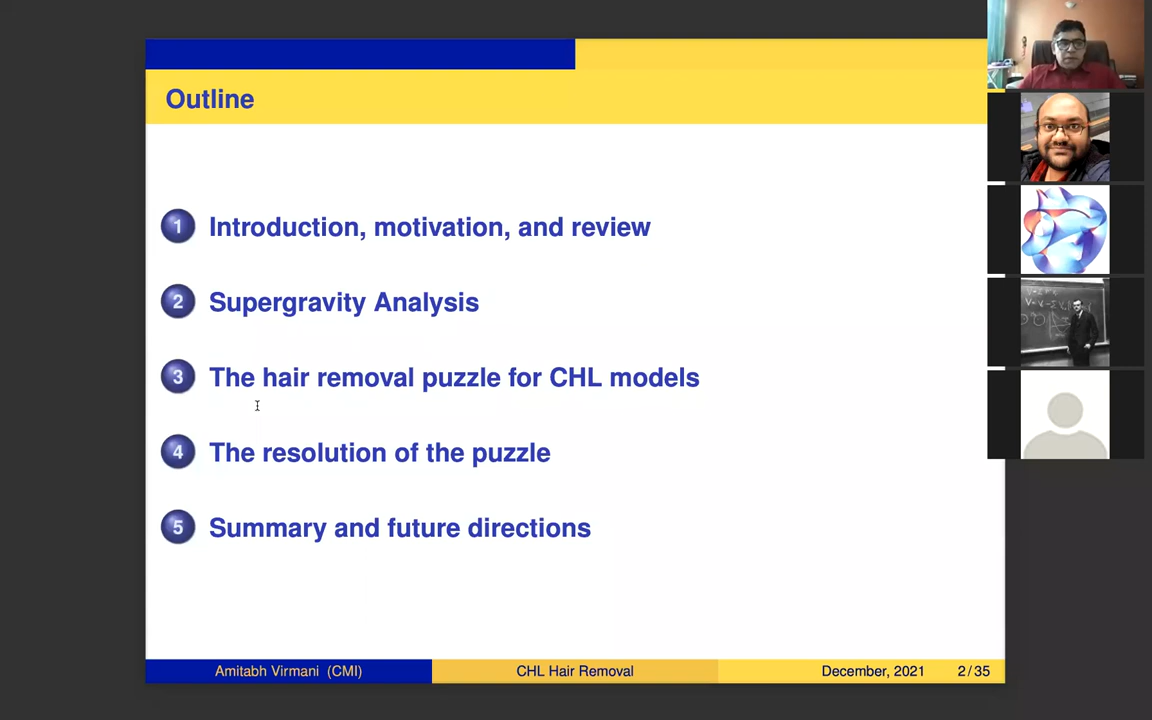 Outline
1 Introduction, motivation, and review
2 Supergravity Analysis
3 The hair removal puzzle for CHL models
4 The resolution of the puzzle
5 Summary and future directions
Amitabh Virmani (CMI) CHL Hair Removal December, 2021 2/35